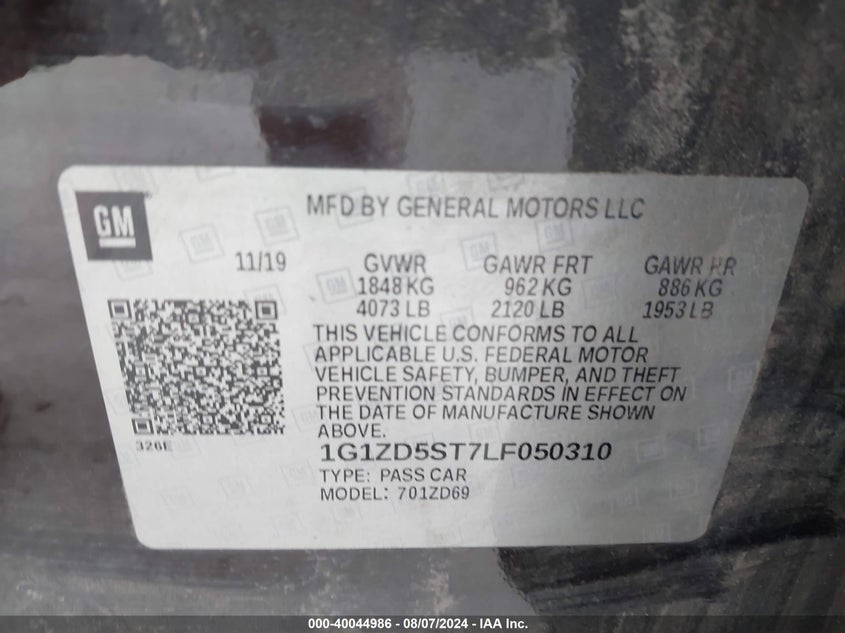 GM
MFD BY GENERAL MOTORS LLC
11/19 GVWR GAWR FRT GAWR RR
1848 KG 962 KG 886 KG
4073 LB 2120 LB 1953 LB
THIS VEHICLE CONFORMS TO ALL
APPLICABLE U.S. FEDERAL MOTOR
VEHICLE SAFETY, BUMPER, AND THEFT
PREVENTION STANDARDS IN EFFECT ON
THE DATE OF MANUFACTURE SHOWN
ABOVE.
326E
1G1ZD5ST7LF050310
TYPE: PASS CAR
MODEL: 701ZD69
000-40044986 - 08/07/2024 - IAA Inc.